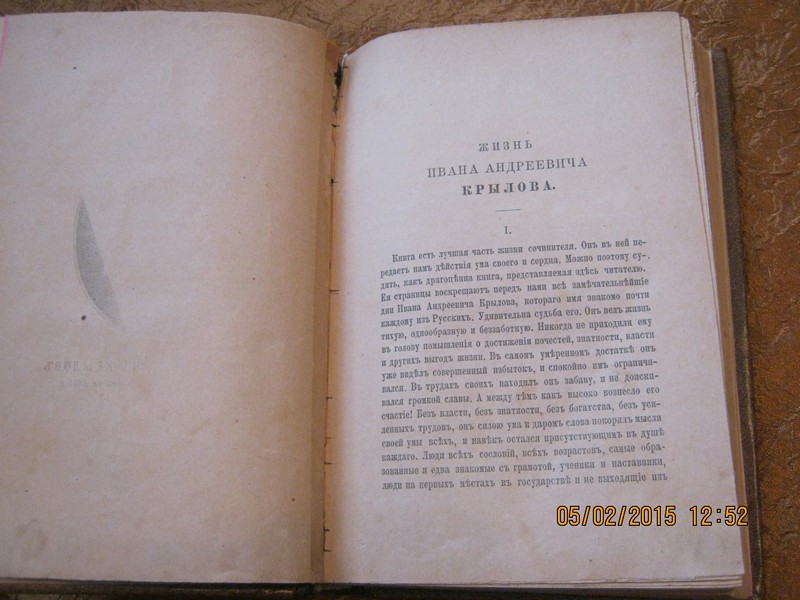 ЖИЗНЬ
ИВАНА АНДРЕЕВИЧА
КРЫЛОВА.
I.
Книга есть лучшая часть жизни сочинителя. Онъ въ ней пе-
редаетъ намъ дѣйствія ума своего и сердца. Можно поэтому су-
дить, какъ драгоцѣнна книга, представляемая здѣсь читателю.
Ея страницы воскрешаютъ передъ нами всѣ замѣчательнѣйшіе
дни Ивана Андреевича Крылова, котораго имя знакомо почти
каждому изъ Русскихъ. Удивительна судьба его. Онъ велъ жизнь
тихую, однообразную и беззаботную. Никогда не приходили ему
въ голову помышленія о достиженіи почестей, знатности, власти
и другихъ выгодъ жизни. Въ самомъ умѣренномъ достаткѣ онъ
уже видѣлъ совершенный избытокъ, и спокойно имъ ограничи-
вался. Въ трудахъ своихъ находилъ онъ забаву, и не доиски-
вался громкой славы. А между тѣмъ какъ высоко вознесло его
счастіе! Безъ власти, безъ знатности, безъ богатства, безъ уси-
ленныхъ трудовъ, онъ силою ума и даромъ слова покорилъ мысли
своей умы всѣхъ, и навѣкъ остался присутствующимъ въ душѣ
каждаго. Люди всѣхъ сословій, всѣхъ возрастовъ, самые обра-
зованные и едва знакомые съ грамотой, ученики и наставники,
люди на первыхъ мѣстахъ въ государствѣ и не выходящіе изъ
05/02/2015 12:52